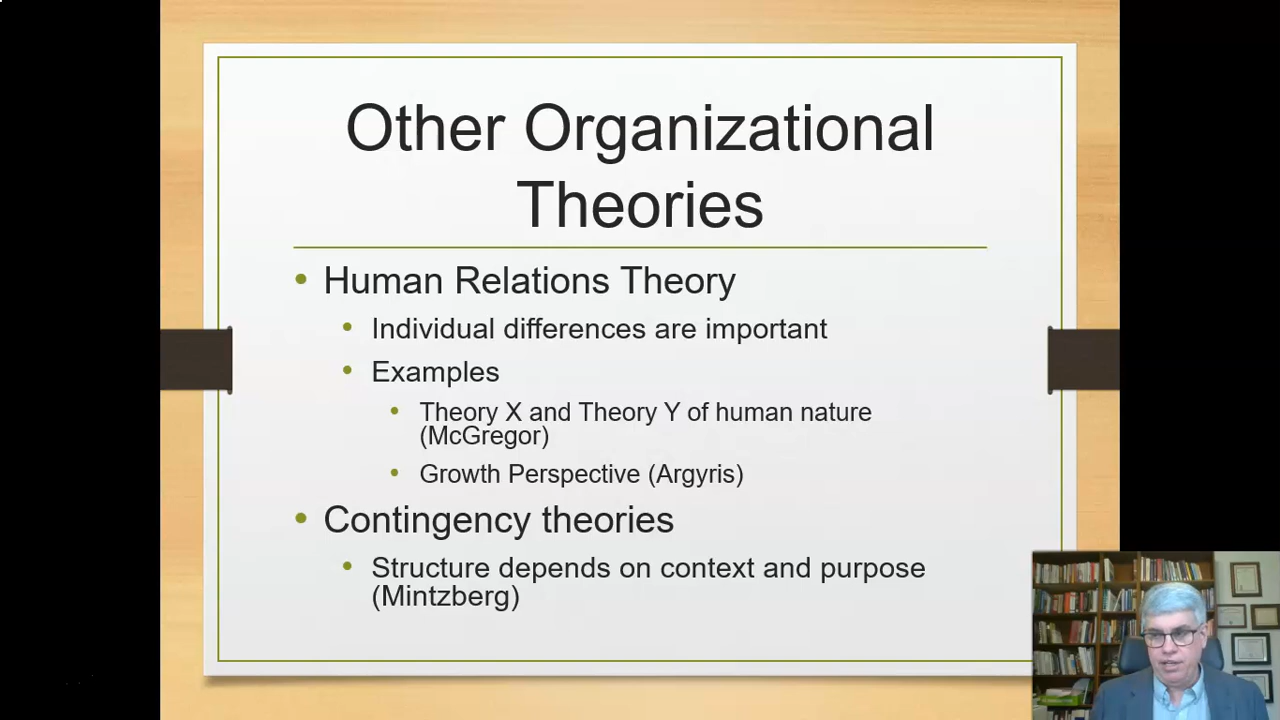 Other Organizational
Theories
• Human Relations Theory
• Individual differences are important
• Examples
• Theory X and Theory Y of human nature
(McGregor)
• Growth Perspective (Argyris)
• Contingency theories
• Structure depends on context and purpose
(Mintzberg)